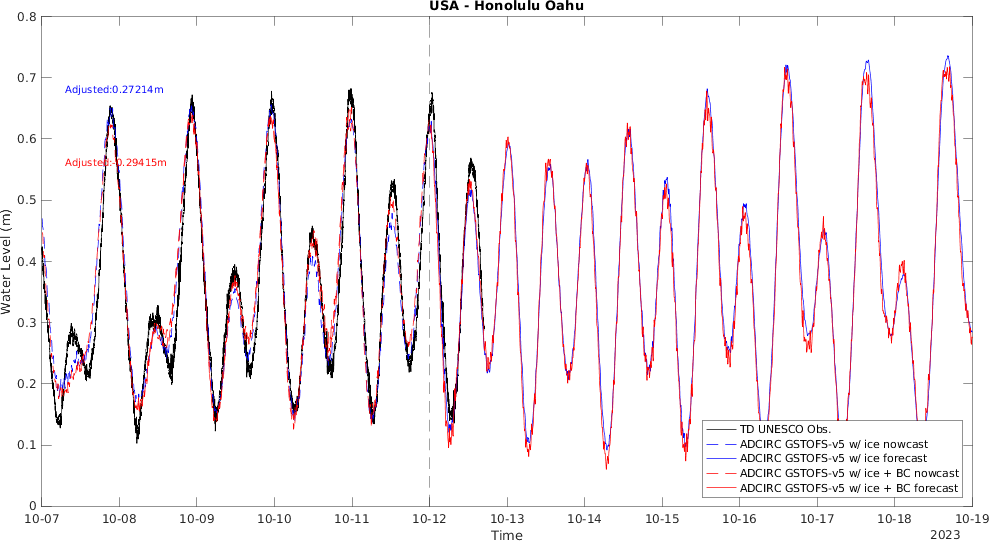 USA - Honolulu Oahu
0.8
0.7
0.6
0.5
0.4
0.3
0.2
0.1
0
Water Level (m)
Adjusted:0.27214m
Adjusted:-0.29415m
TD UNESCO Obs.
ADCIRC GSTOFS-v5 w/ ice nowcast
ADCIRC GSTOFS-v5 w/ ice forecast
ADCIRC GSTOFS-v5 w/ ice + BC nowcast
ADCIRC GSTOFS-v5 w/ ice + BC forecast
10-07 10-08 10-09 10-10 10-11 10-12 10-13 10-14 10-15 10-16 10-17 10-18 10-19
Time
2023